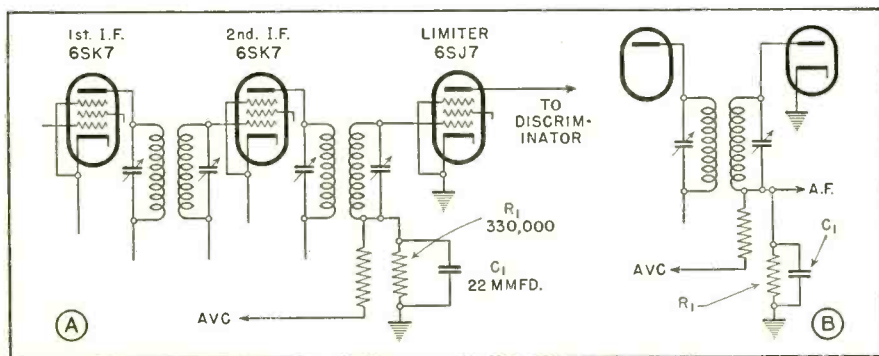 1st. I.F.
6SK7
2nd. I.F.
6SK7
LIMITER
6SJ7
TO
DISCRIM-
INATOR
R1
330,000
C1
22 MMFD.
AVC
A
A.F.
C1
AVC
R1
B